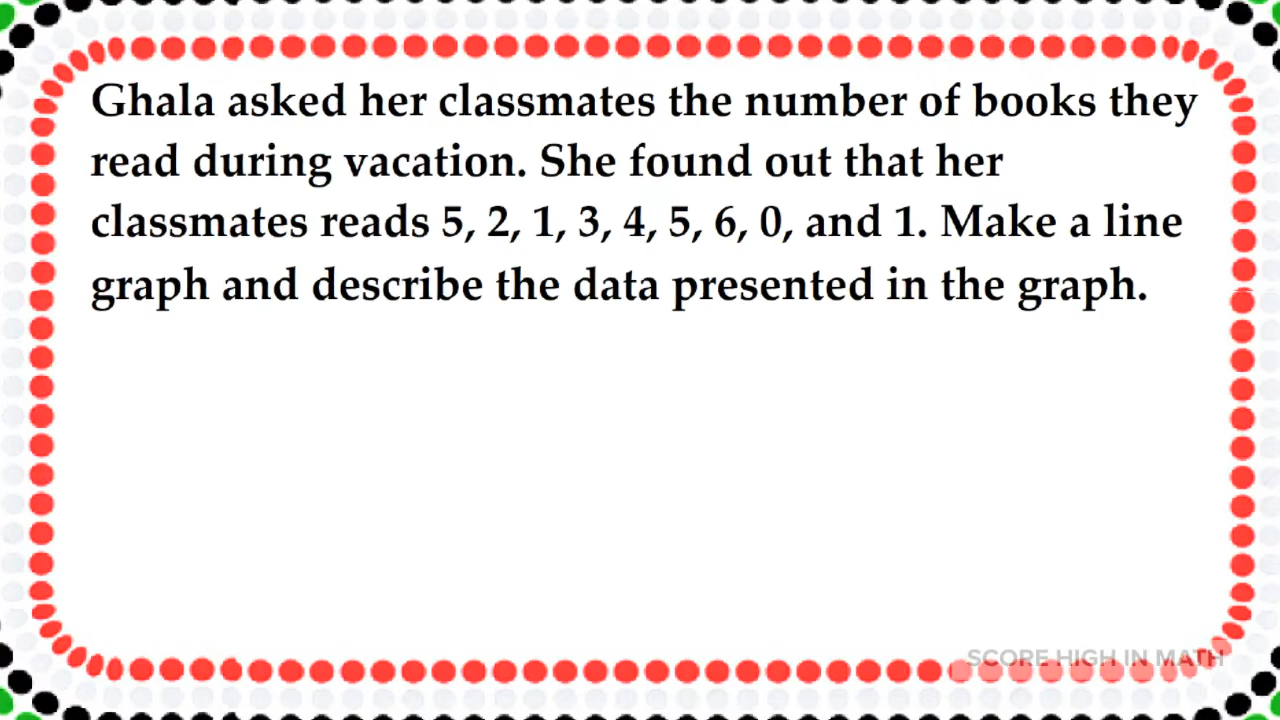 Ghala asked her classmates the number of books they
read during vacation. She found out that her
classmates reads 5, 2, 1, 3, 4, 5, 6, 0, and 1. Make a line
graph and describe the data presented in the graph.
SCORE HIGH IN MATH